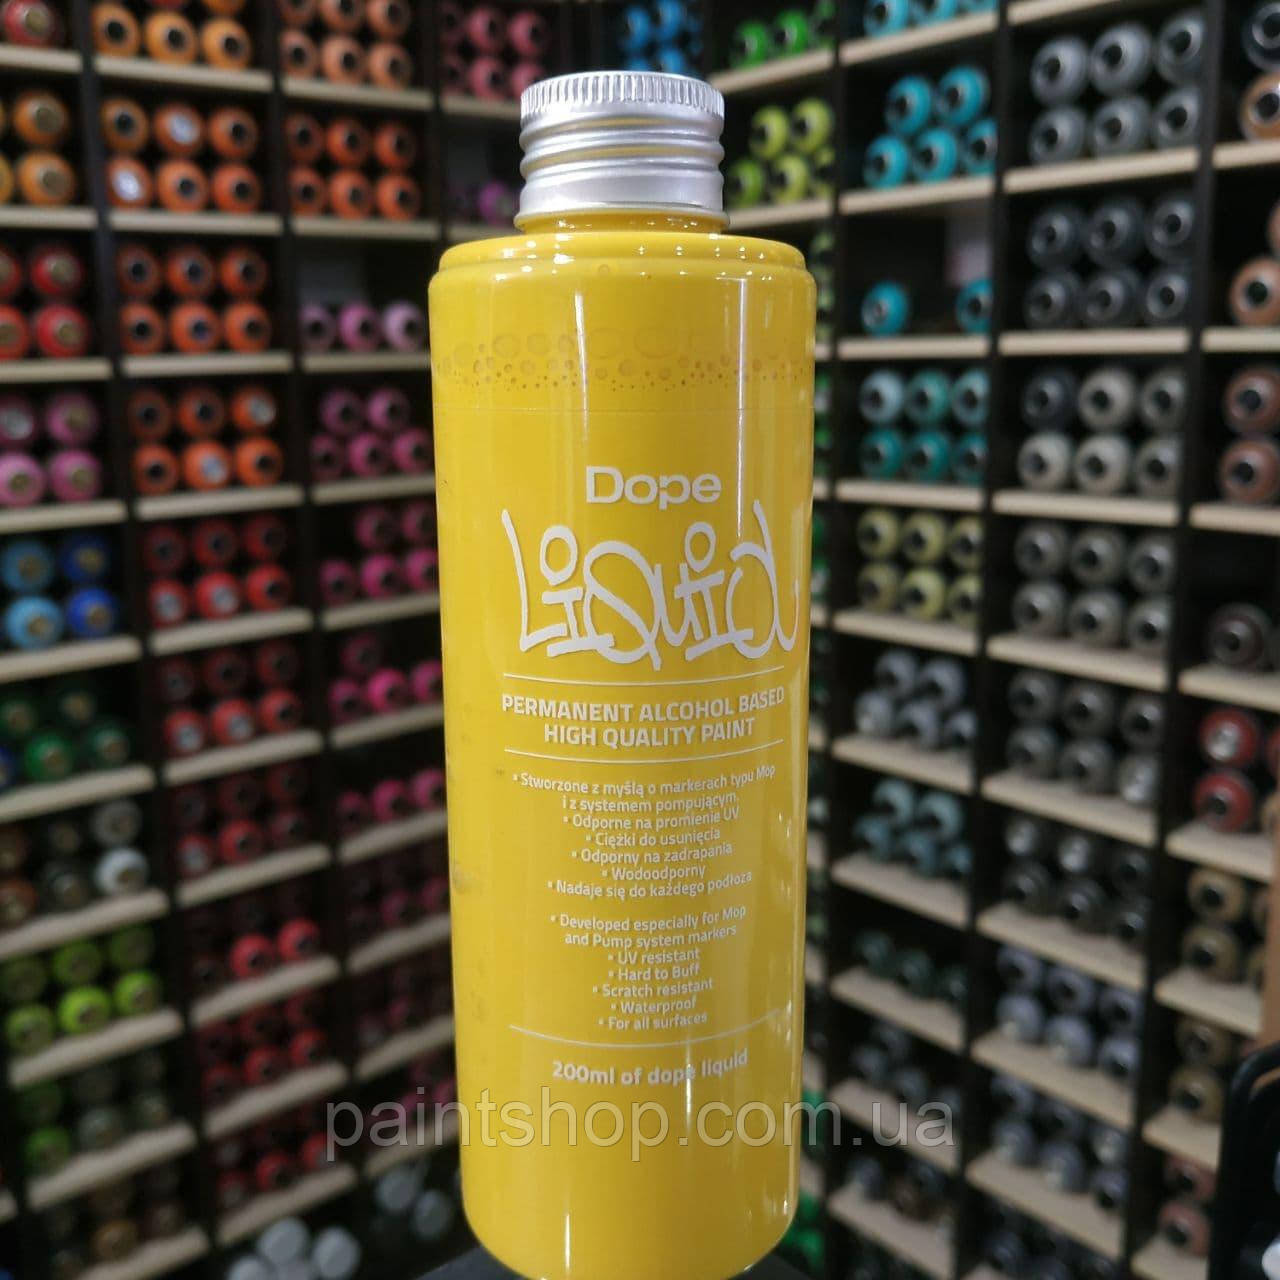 Dope
Liquid
PERMANENT ALCOHOL BASED
HIGH QUALITY PAINT
• Stworzone z myślą o markerach typu Mop
i z systemem pompującym.
• Odporne na promienie UV
• Ciężki do usunięcia
• Odporny na zadrapania
• Wodoodporny
• Nadaje się do każdego podłoża
• Developed especially for Mop
and Pump system markers
• UV resistant
• Hard to Buff
• Scratch resistant
• Waterproof
• For all surfaces
200ml of dope liquid
paintshop.com.ua